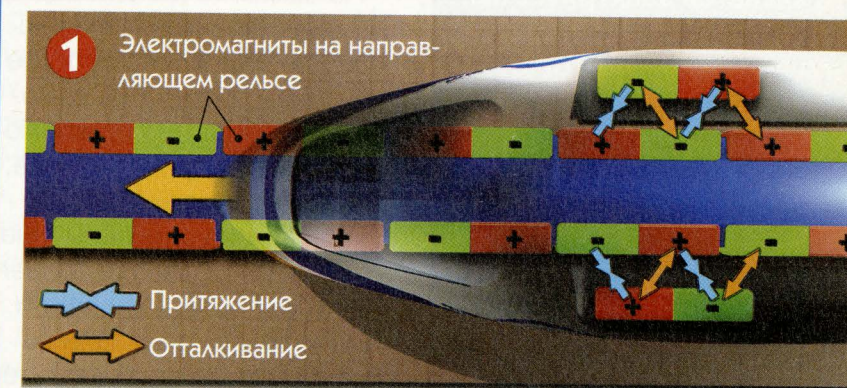 1
Электромагниты на направ-
ляющем рельсе
- +
+ - + - + - + - + -
- + - + - + - + - +
+ -
Притяжение
Отталкивание